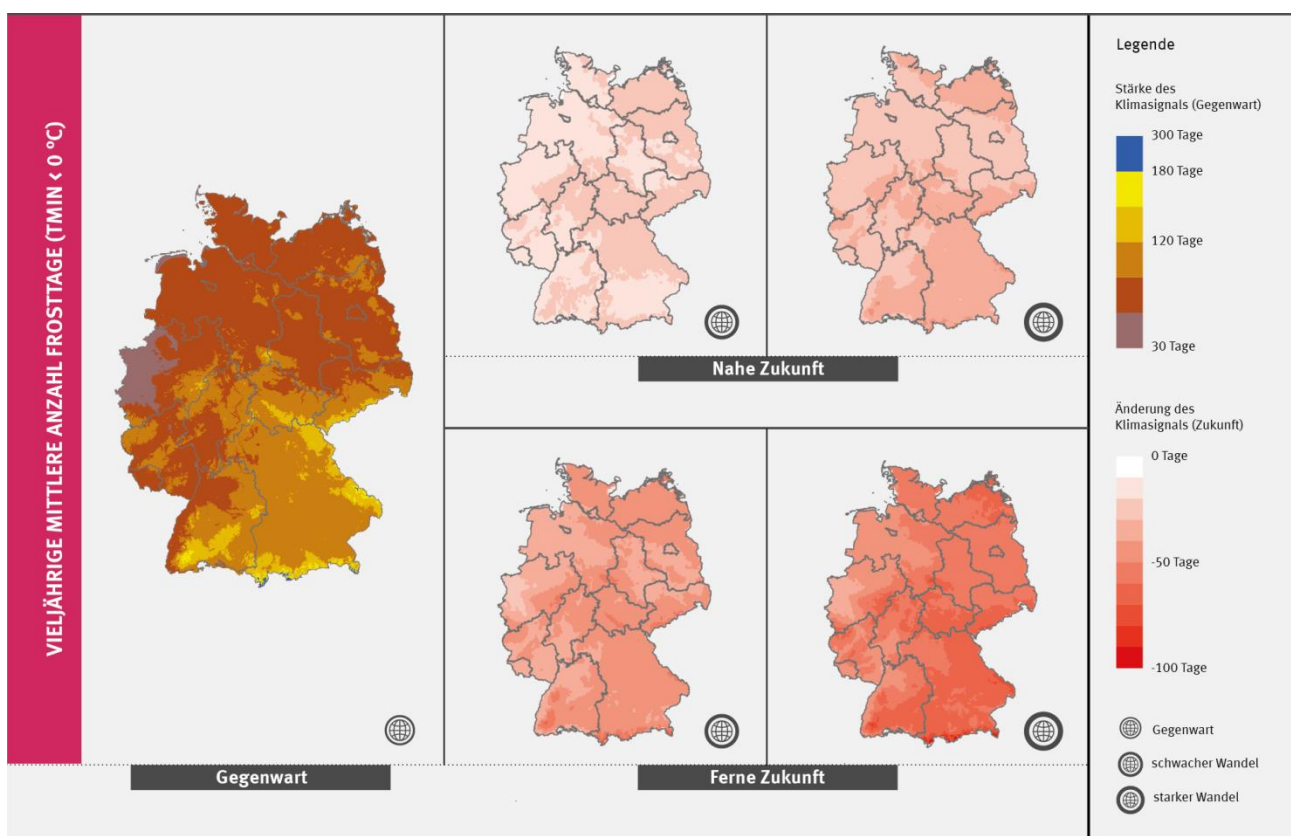 VIELJÄHRIGE MITTLERE ANZAHL FROSTTAGE (TMIN < 0 °C)
Gegenwart
Nahe Zukunft
Ferne Zukunft
Legende
Stärke des
Klimasignals (Gegenwart)
300 Tage
180 Tage
120 Tage
30 Tage
Änderung des
Klimasignals (Zukunft)
0 Tage
-50 Tage
-100 Tage
Gegenwart
schwacher Wandel
starker Wandel